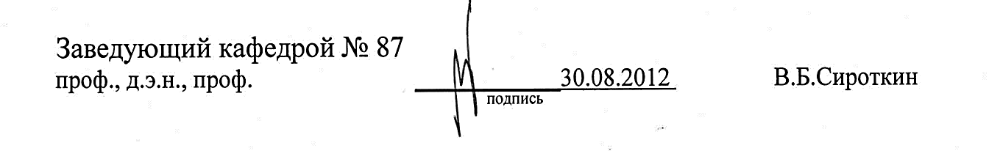 Заведующий кафедрой № 87
проф., д.э.н., проф. 30.08.2012 В.Б.Сироткин
подпись